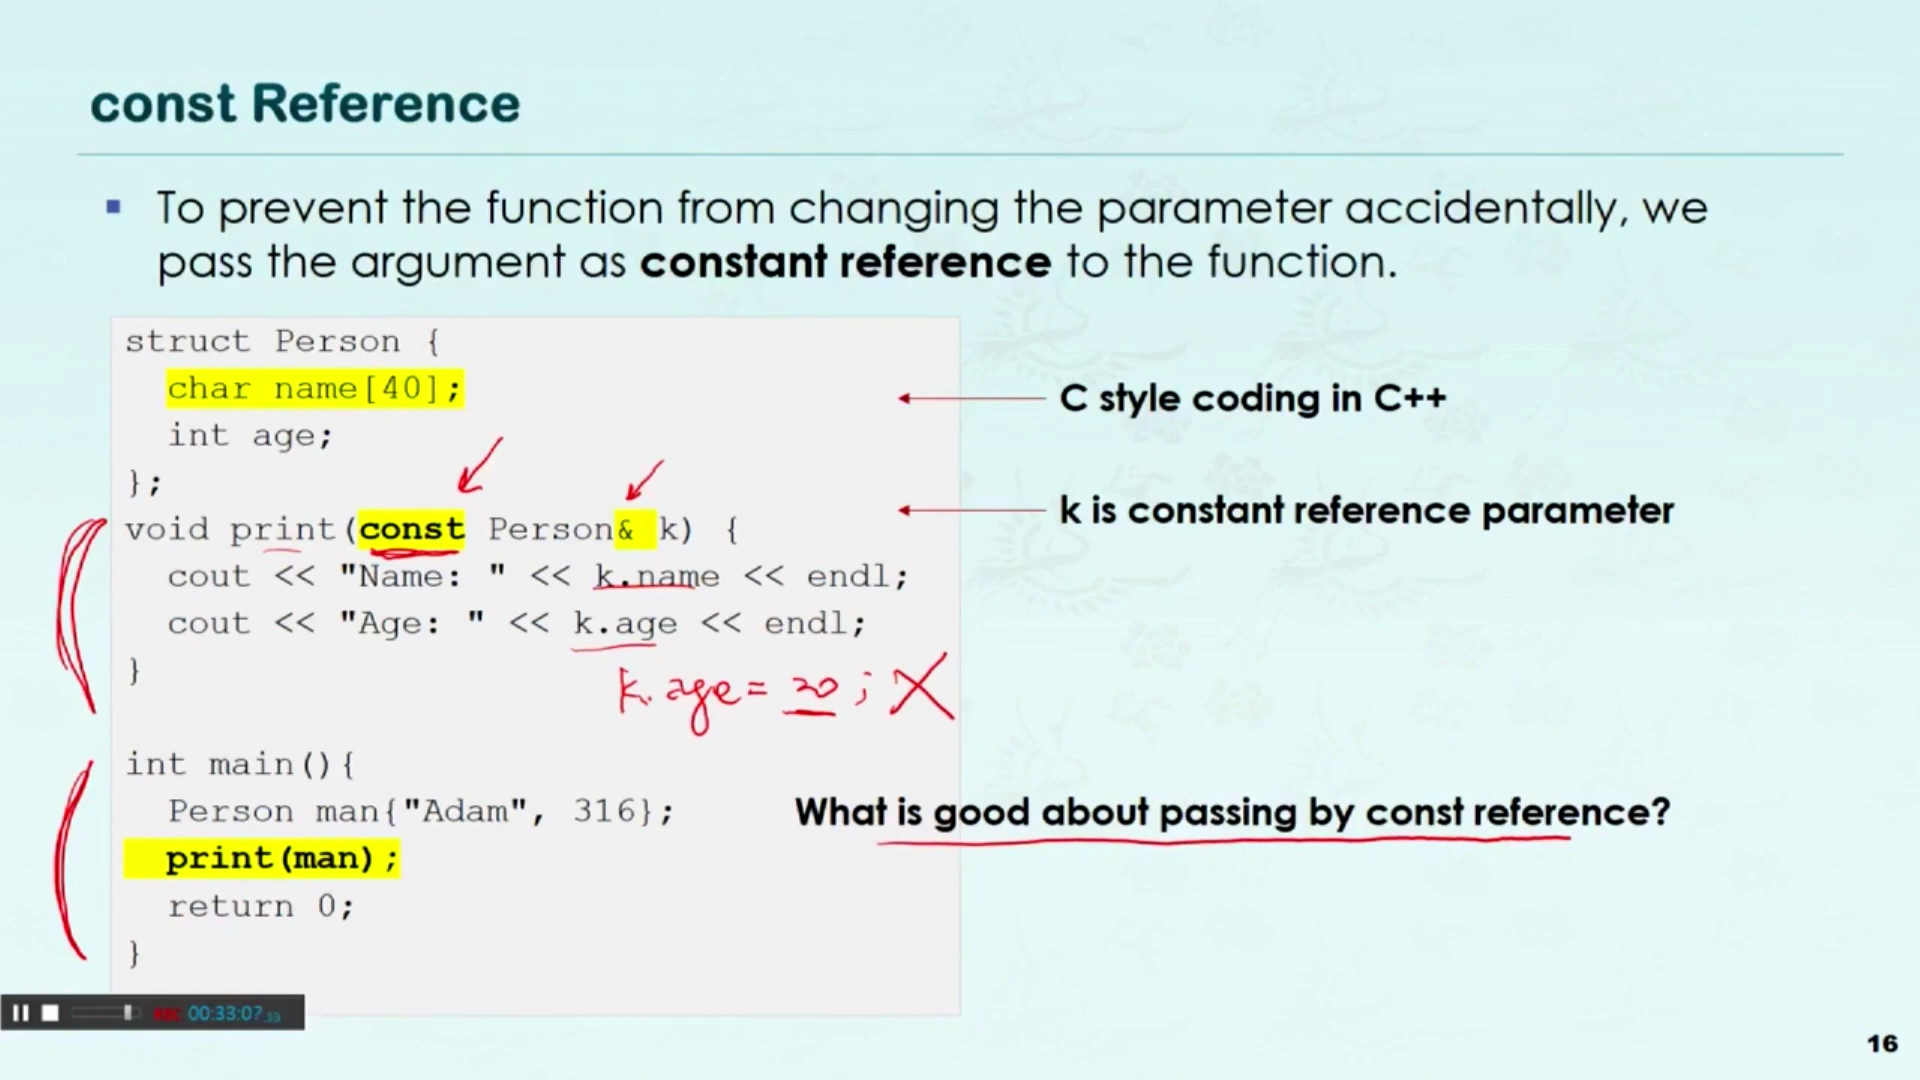 const Reference
▪ To prevent the function from changing the parameter accidentally, we
pass the argument as constant reference to the function.
struct Person {
char name[40];
int age;
};
void print(const Person& k) {
cout << "Name: " << k.name << endl;
cout << "Age: " << k.age << endl;
}
k.age = 20; X
int main(){
Person man{"Adam", 316};
print(man);
return 0;
}
C style coding in C++
k is constant reference parameter
What is good about passing by const reference?
REC 00:33:07.33
16